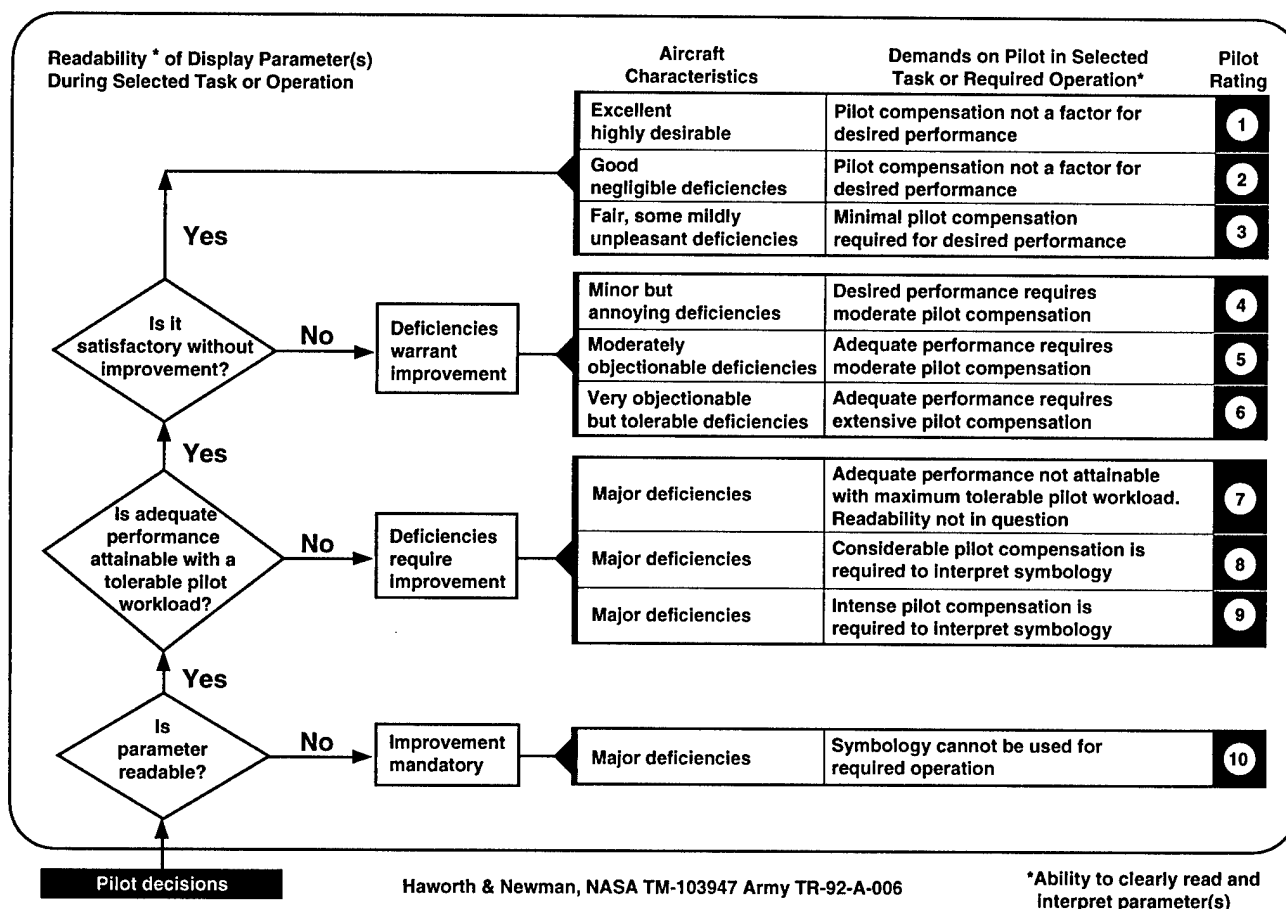 Readability * of Display Parameter(s)
During Selected Task or Operation
Aircraft
Characteristics
Demands on Pilot in Selected
Task or Required Operation*
Pilot
Rating
Excellent
highly desirable
Pilot compensation not a factor for
desired performance
1
Good
negligible deficiencies
Pilot compensation not a factor for
desired performance
2
Fair, some mildly
unpleasant deficiencies
Minimal pilot compensation
required for desired performance
3
Yes
Is it
satisfactory without
improvement?
No
Deficiencies
warrant
improvement
Minor but
annoying deficiencies
Desired performance requires
moderate pilot compensation
4
Moderately
objectionable deficiencies
Adequate performance requires
moderate pilot compensation
5
Very objectionable
but tolerable deficiencies
Adequate performance requires
extensive pilot compensation
6
Yes
Is adequate
performance
attainable with a
tolerable pilot
workload?
No
Deficiencies
require
improvement
Major deficiencies
Adequate performance not attainable
with maximum tolerable pilot workload.
Readability not in question
7
Major deficiencies
Considerable pilot compensation is
required to interpret symbology
8
Major deficiencies
Intense pilot compensation is
required to interpret symbology
9
Yes
Is
parameter
readable?
No
Improvement
mandatory
Major deficiencies
Symbology cannot be used for
required operation
10
Pilot decisions
Haworth & Newman, NASA TM-103947 Army TR-92-A-006
*Ability to clearly read and
interpret parameter(s)